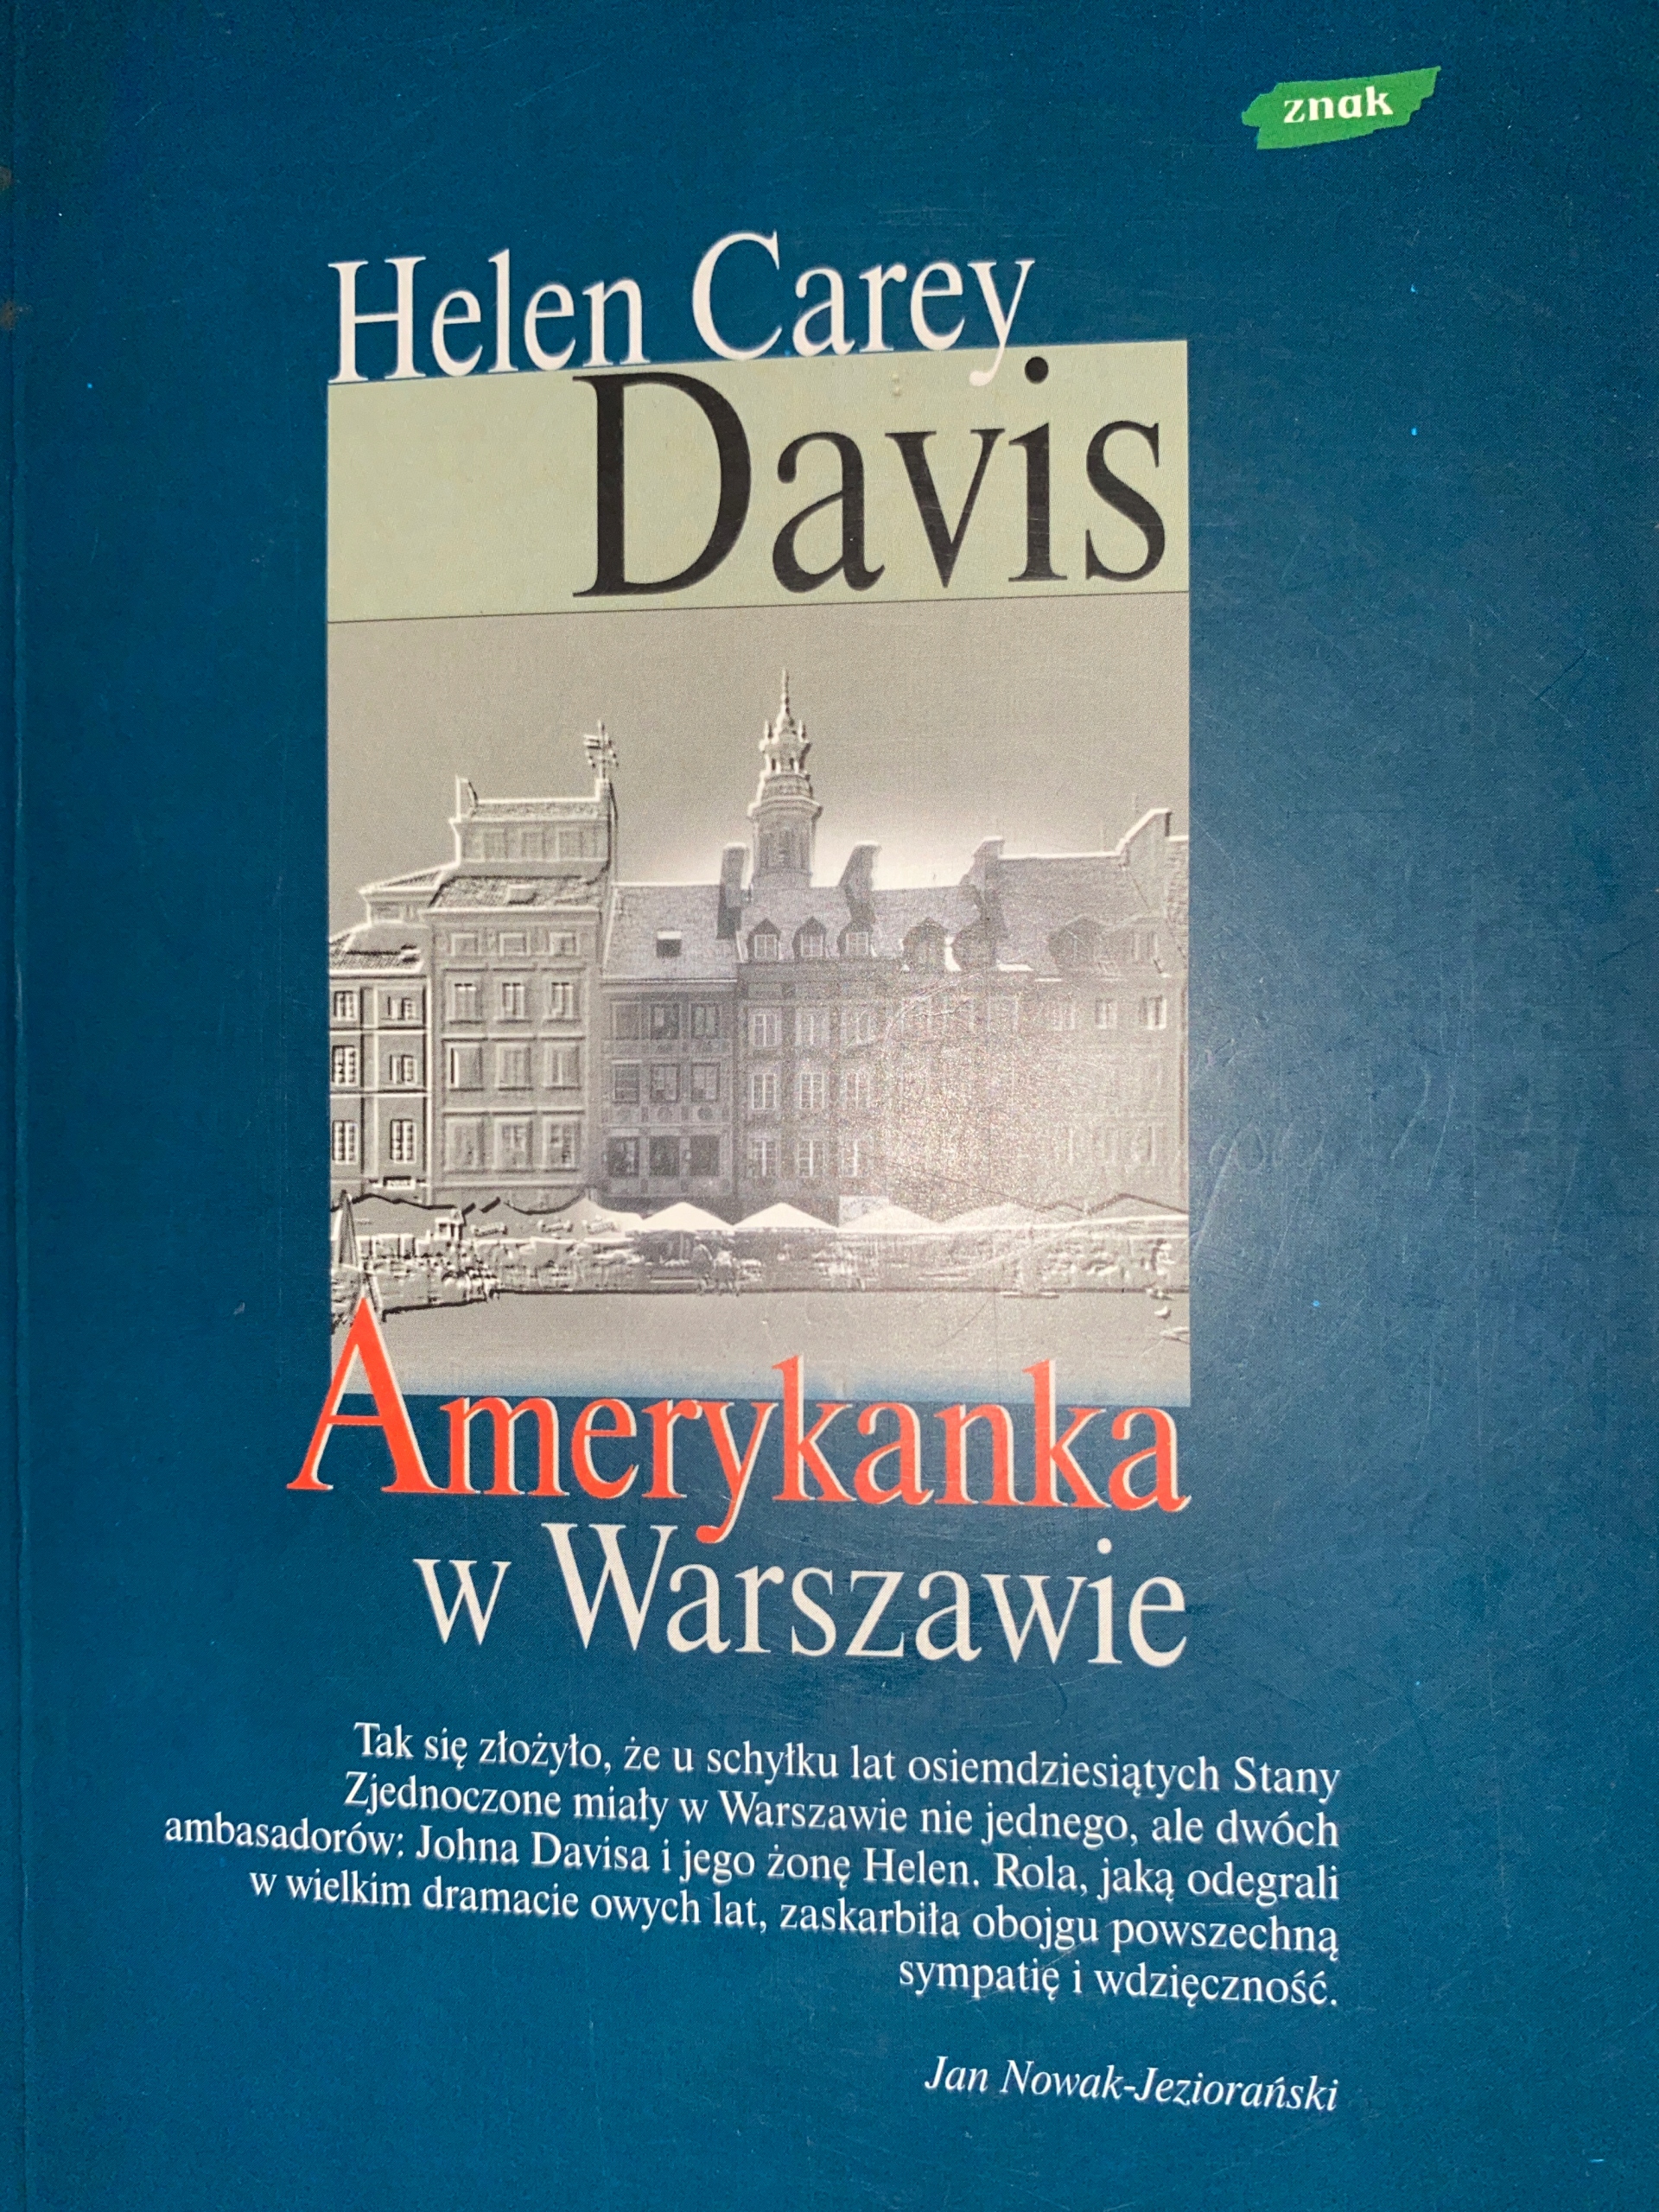 znak
Helen Carey
Davis
Amerykanka
w Warszawie
Tak się złożyło, że u schyłku lat osiemdziesiątych Stany
Zjednoczone miały w Warszawie nie jednego, ale dwóch
ambasadorów: Johna Davisa i jego żonę Helen. Rola, jaką odegrali
w wielkim dramacie owych lat, zaskarbiła obojgu powszechną
sympatię i wdzięczność.
Jan Nowak-Jeziorański